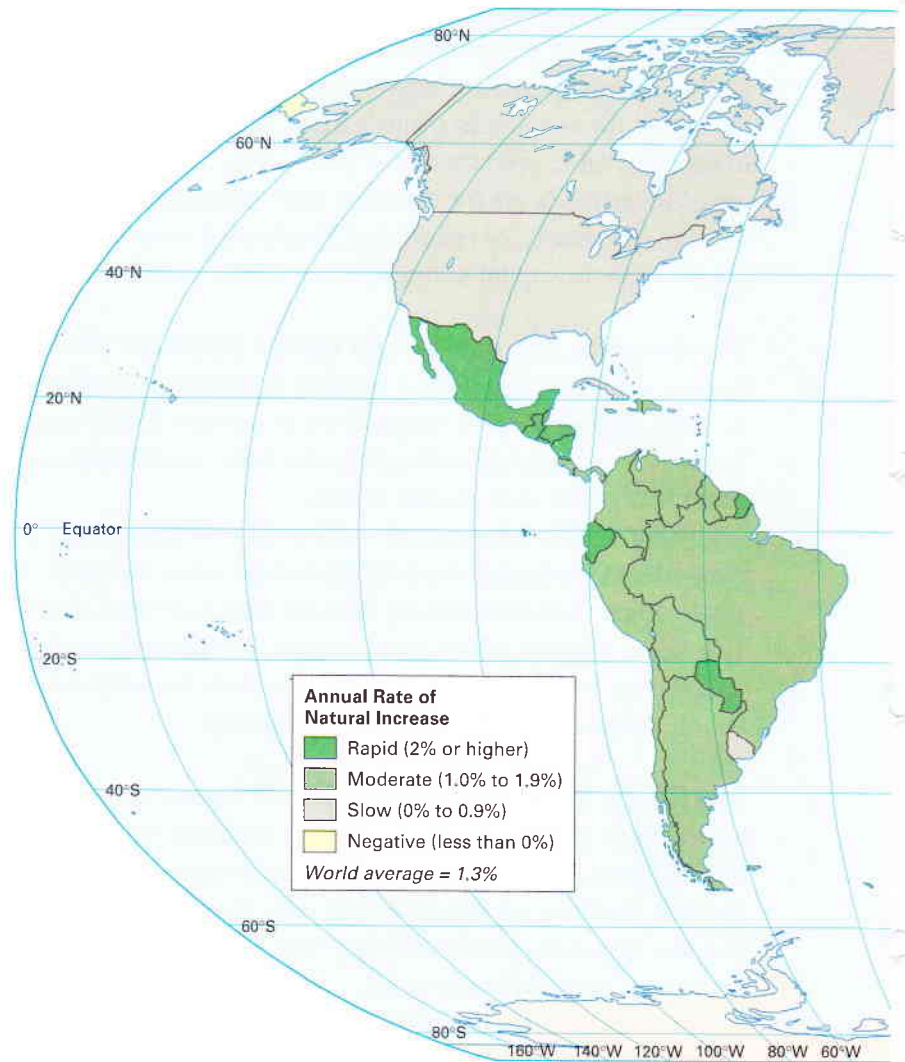 80°N
60°N
40°N
20°N
0° Equator
20°S
Annual Rate of
Natural Increase
Rapid (2% or higher)
Moderate (1.0% to 1.9%)
Slow (0% to 0.9%)
Negative (less than 0%)
World average = 1.3%
40°S
60°S
80°S
160°W 140°W 120°W 100°W 80°W 60°W